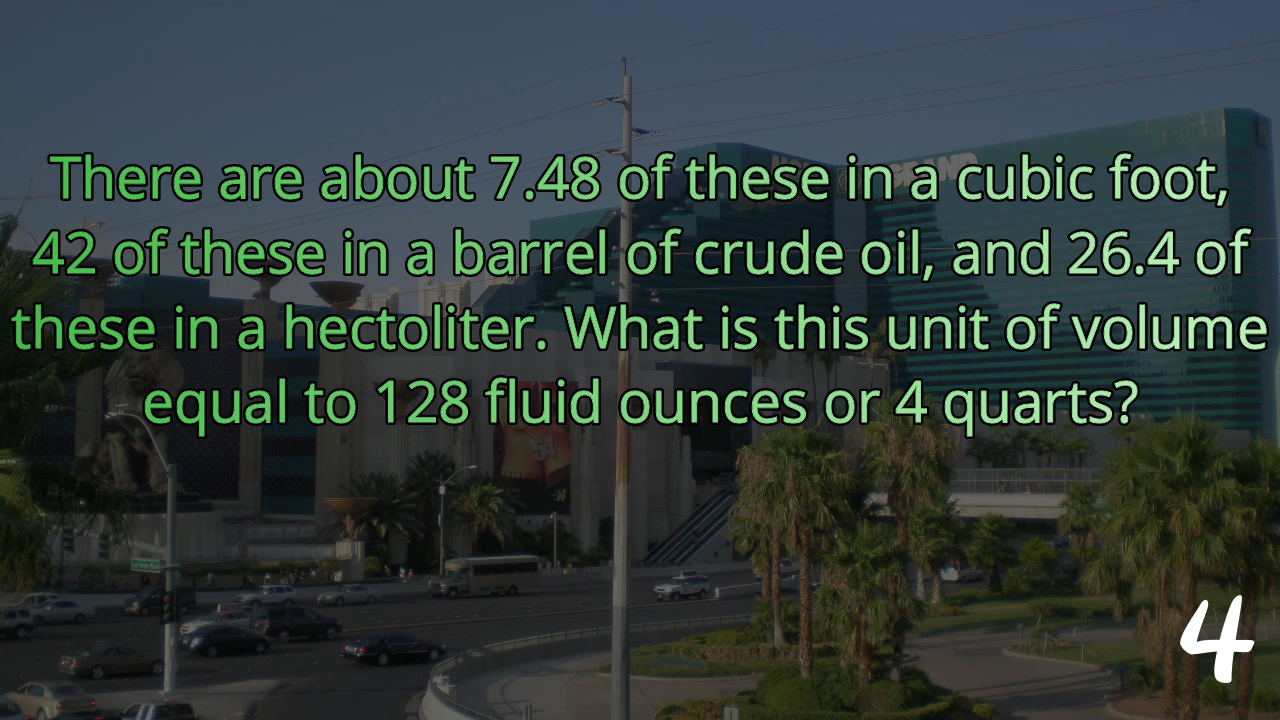 There are about 7.48 of these in a cubic foot,
42 of these in a barrel of crude oil, and 26.4 of
these in a hectoliter. What is this unit of volume
equal to 128 fluid ounces or 4 quarts?
4